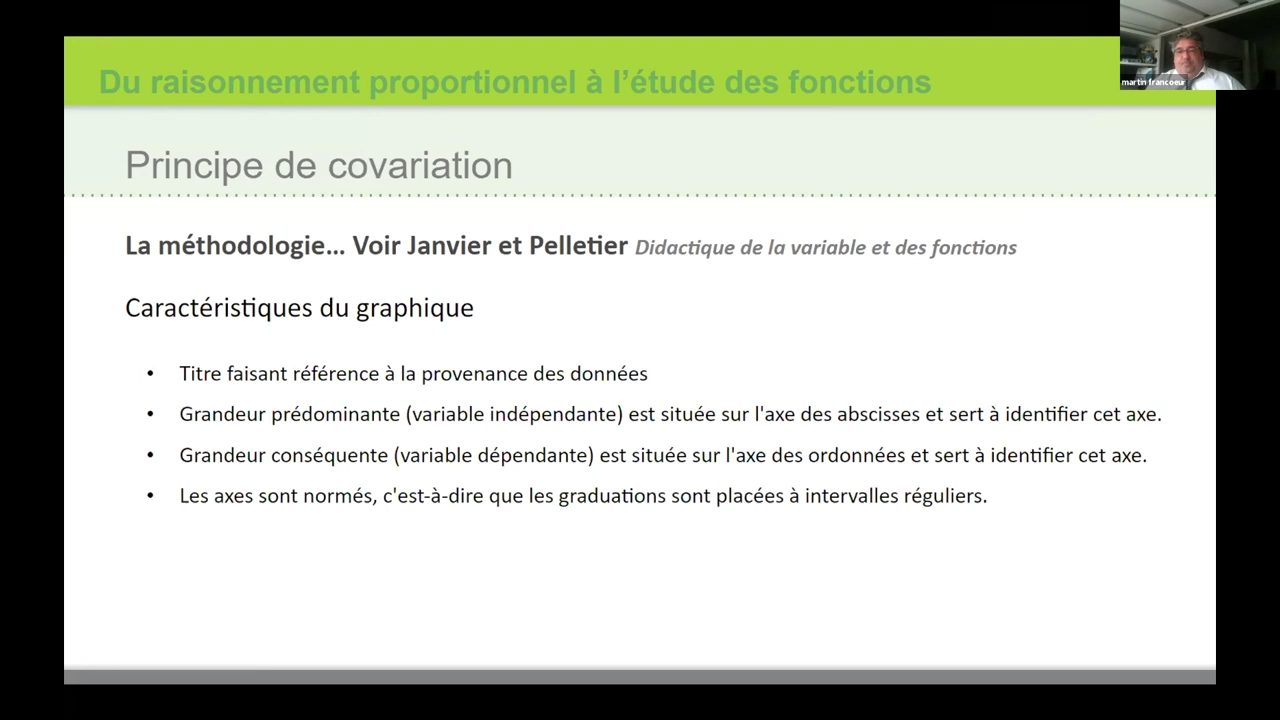 Du raisonnement proportionnel à l'étude des fonctions
martin francoeur
Principe de covariation
La méthodologie... Voir Janvier et Pelletier Didactique de la variable et des fonctions
Caractéristiques du graphique
• Titre faisant référence à la provenance des données
• Grandeur prédominante (variable indépendante) est située sur l'axe des abscisses et sert à identifier cet axe.
• Grandeur conséquente (variable dépendante) est située sur l'axe des ordonnées et sert à identifier cet axe.
• Les axes sont normés, c'est-à-dire que les graduations sont placées à intervalles réguliers.